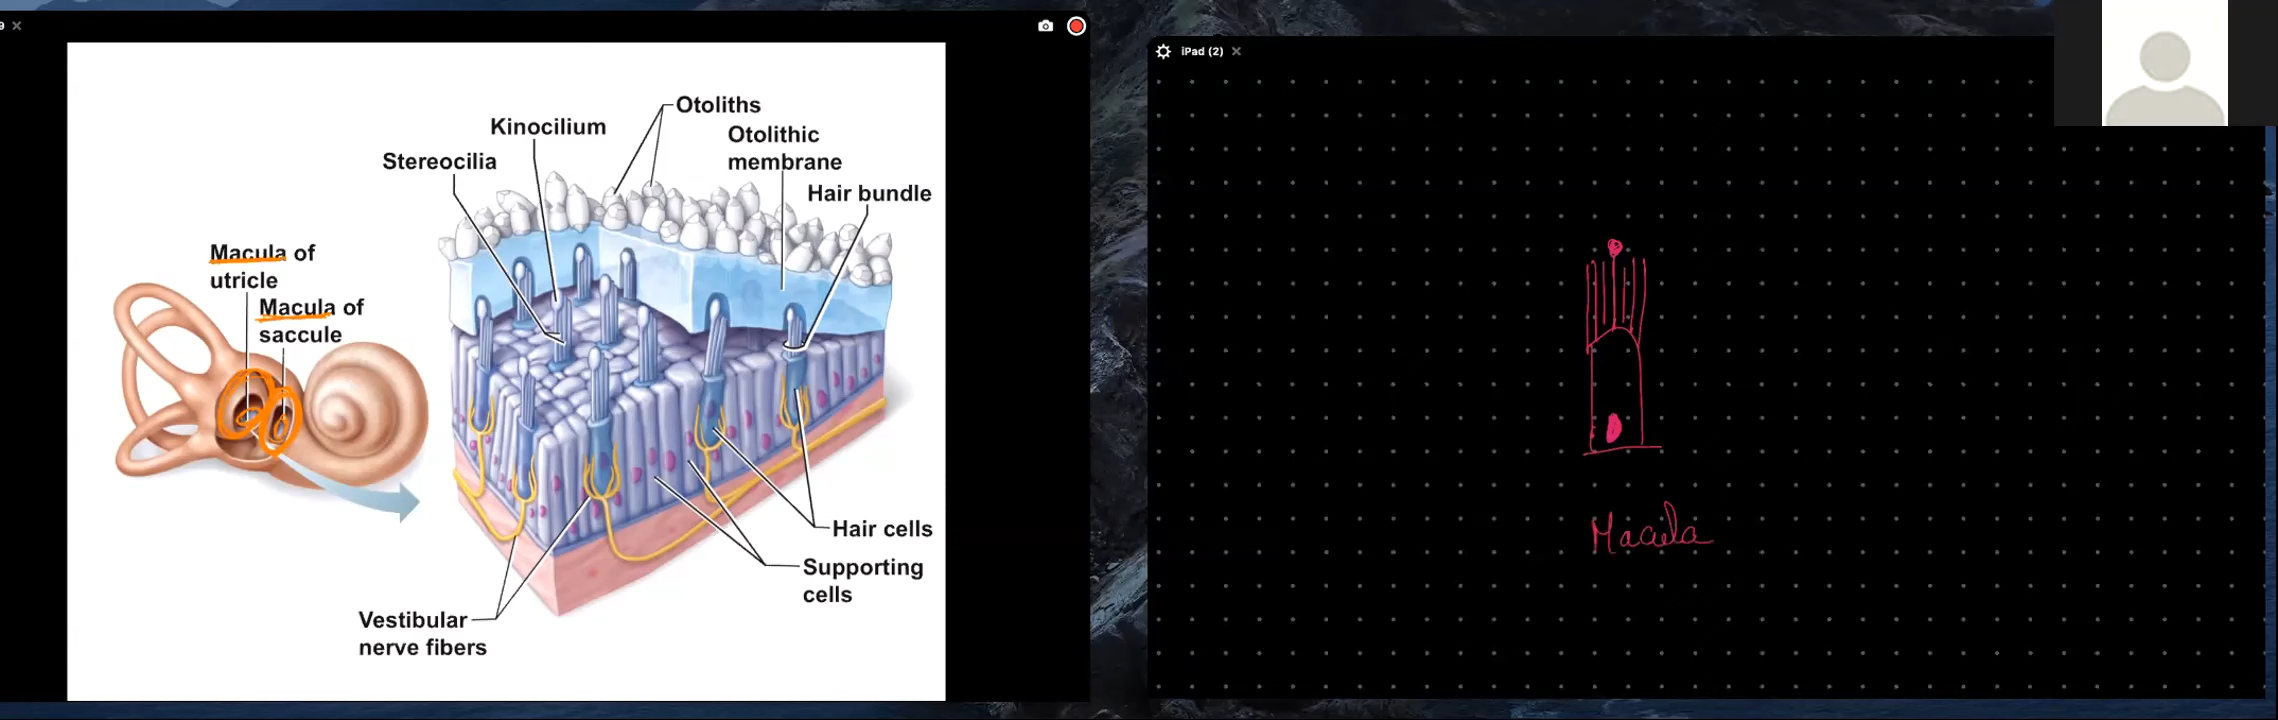 9
iPad (2)
Otoliths
Kinocilium
Otolithic
membrane
Stereocilia
Hair bundle
Macula of
utricle
Macula of
saccule
Hair cells
Supporting
cells
Vestibular
nerve fibers
Macula